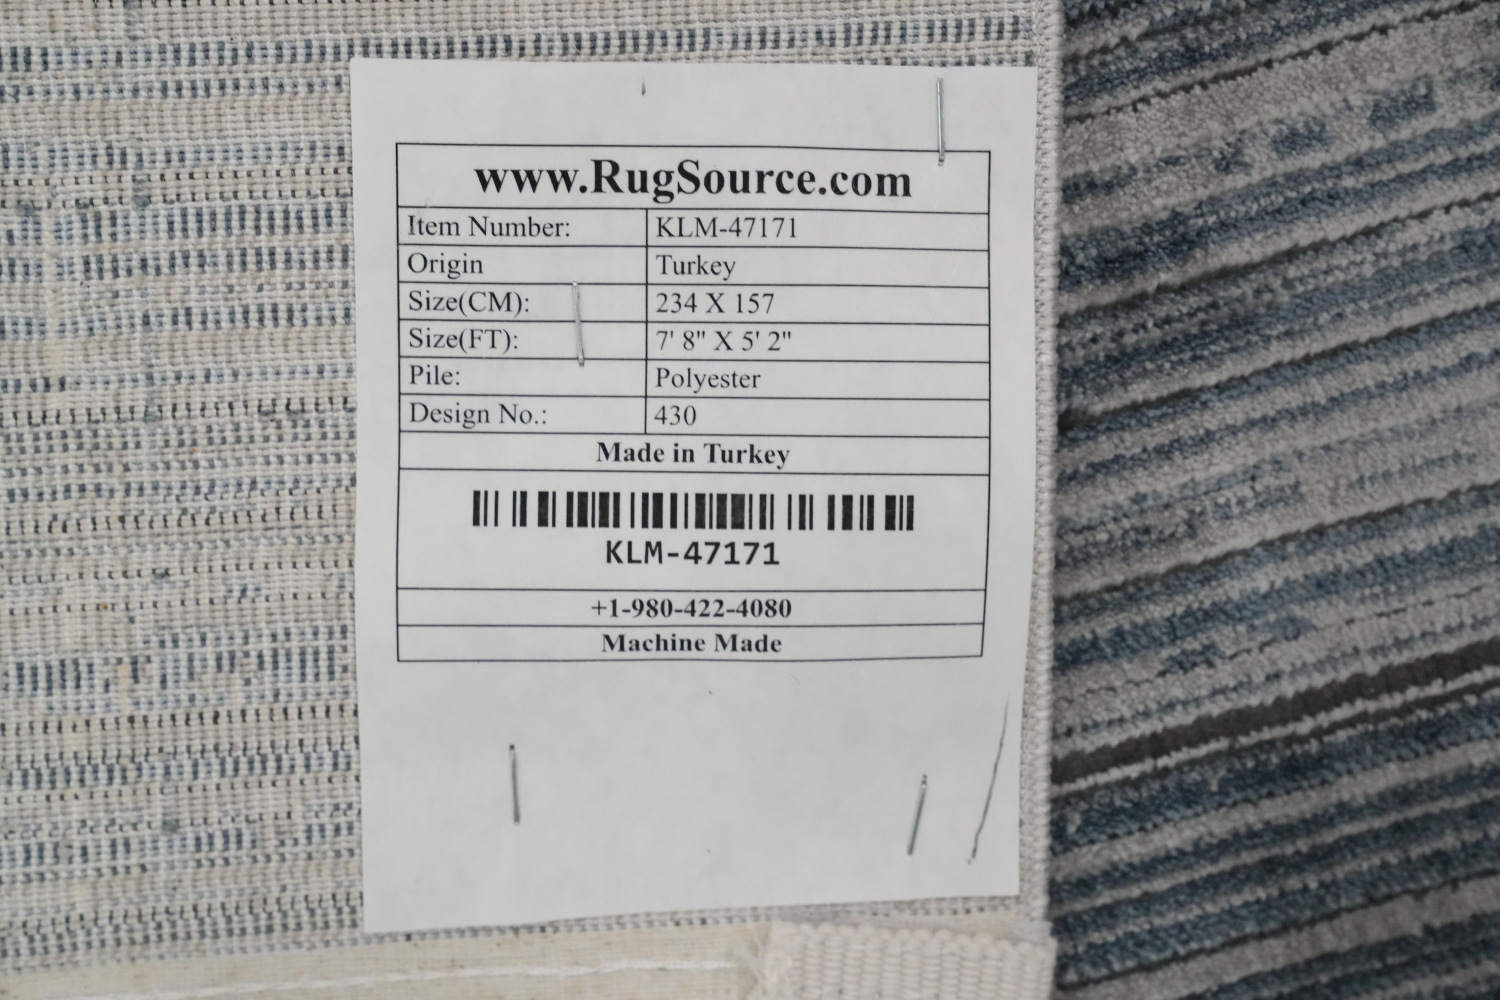 www.RugSource.com
Item Number: KLM-47171
Origin Turkey
Size(CM): 234 X 157
Size(FT): 7' 8" X 5' 2"
Pile: Polyester
Design No.: 430
Made in Turkey
KLM-47171
+1-980-422-4080
Machine Made